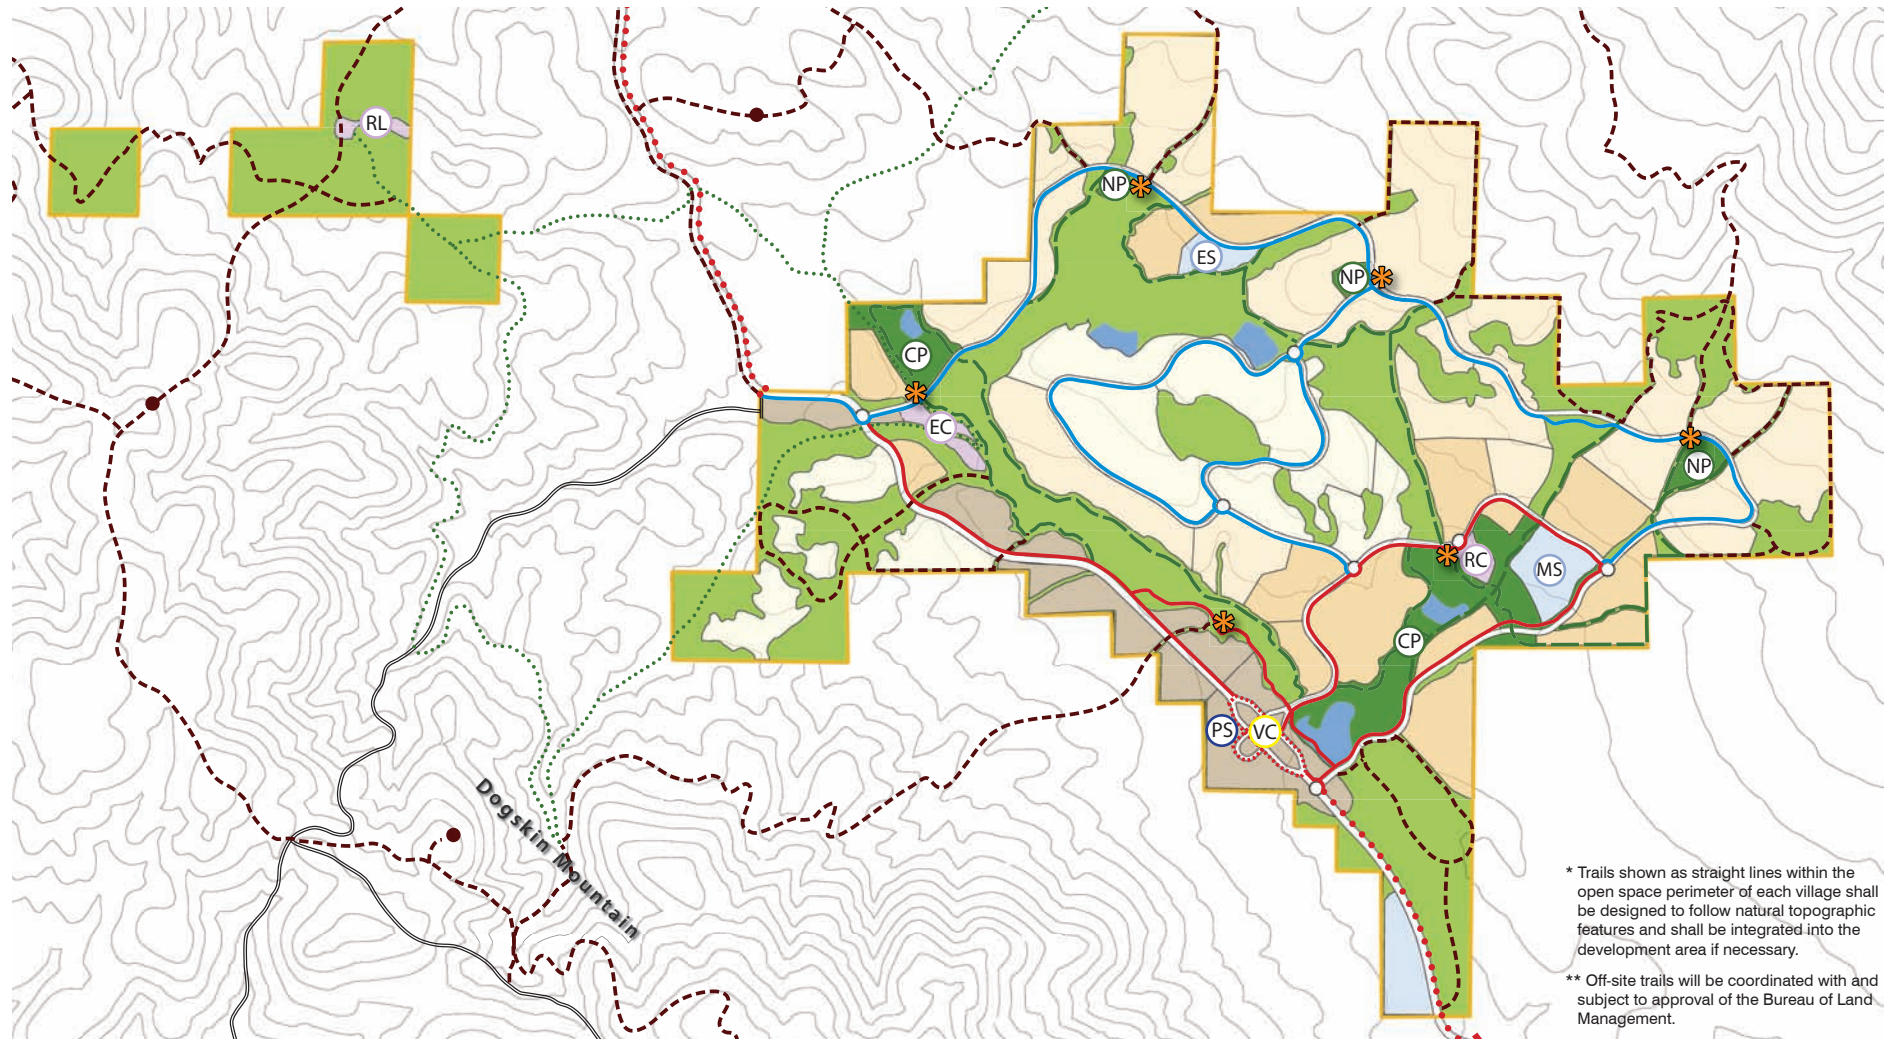 RL
NP
ES
NP
CP
EC
NP
RC
MS
CP
PS
VC
Dogskin Mountain
* Trails shown as straight lines within the
open space perimeter of each village shall
be designed to follow natural topographic
features and shall be integrated into the
development area if necessary.
** Off-site trails will be coordinated with and
subject to approval of the Bureau of Land
Management.